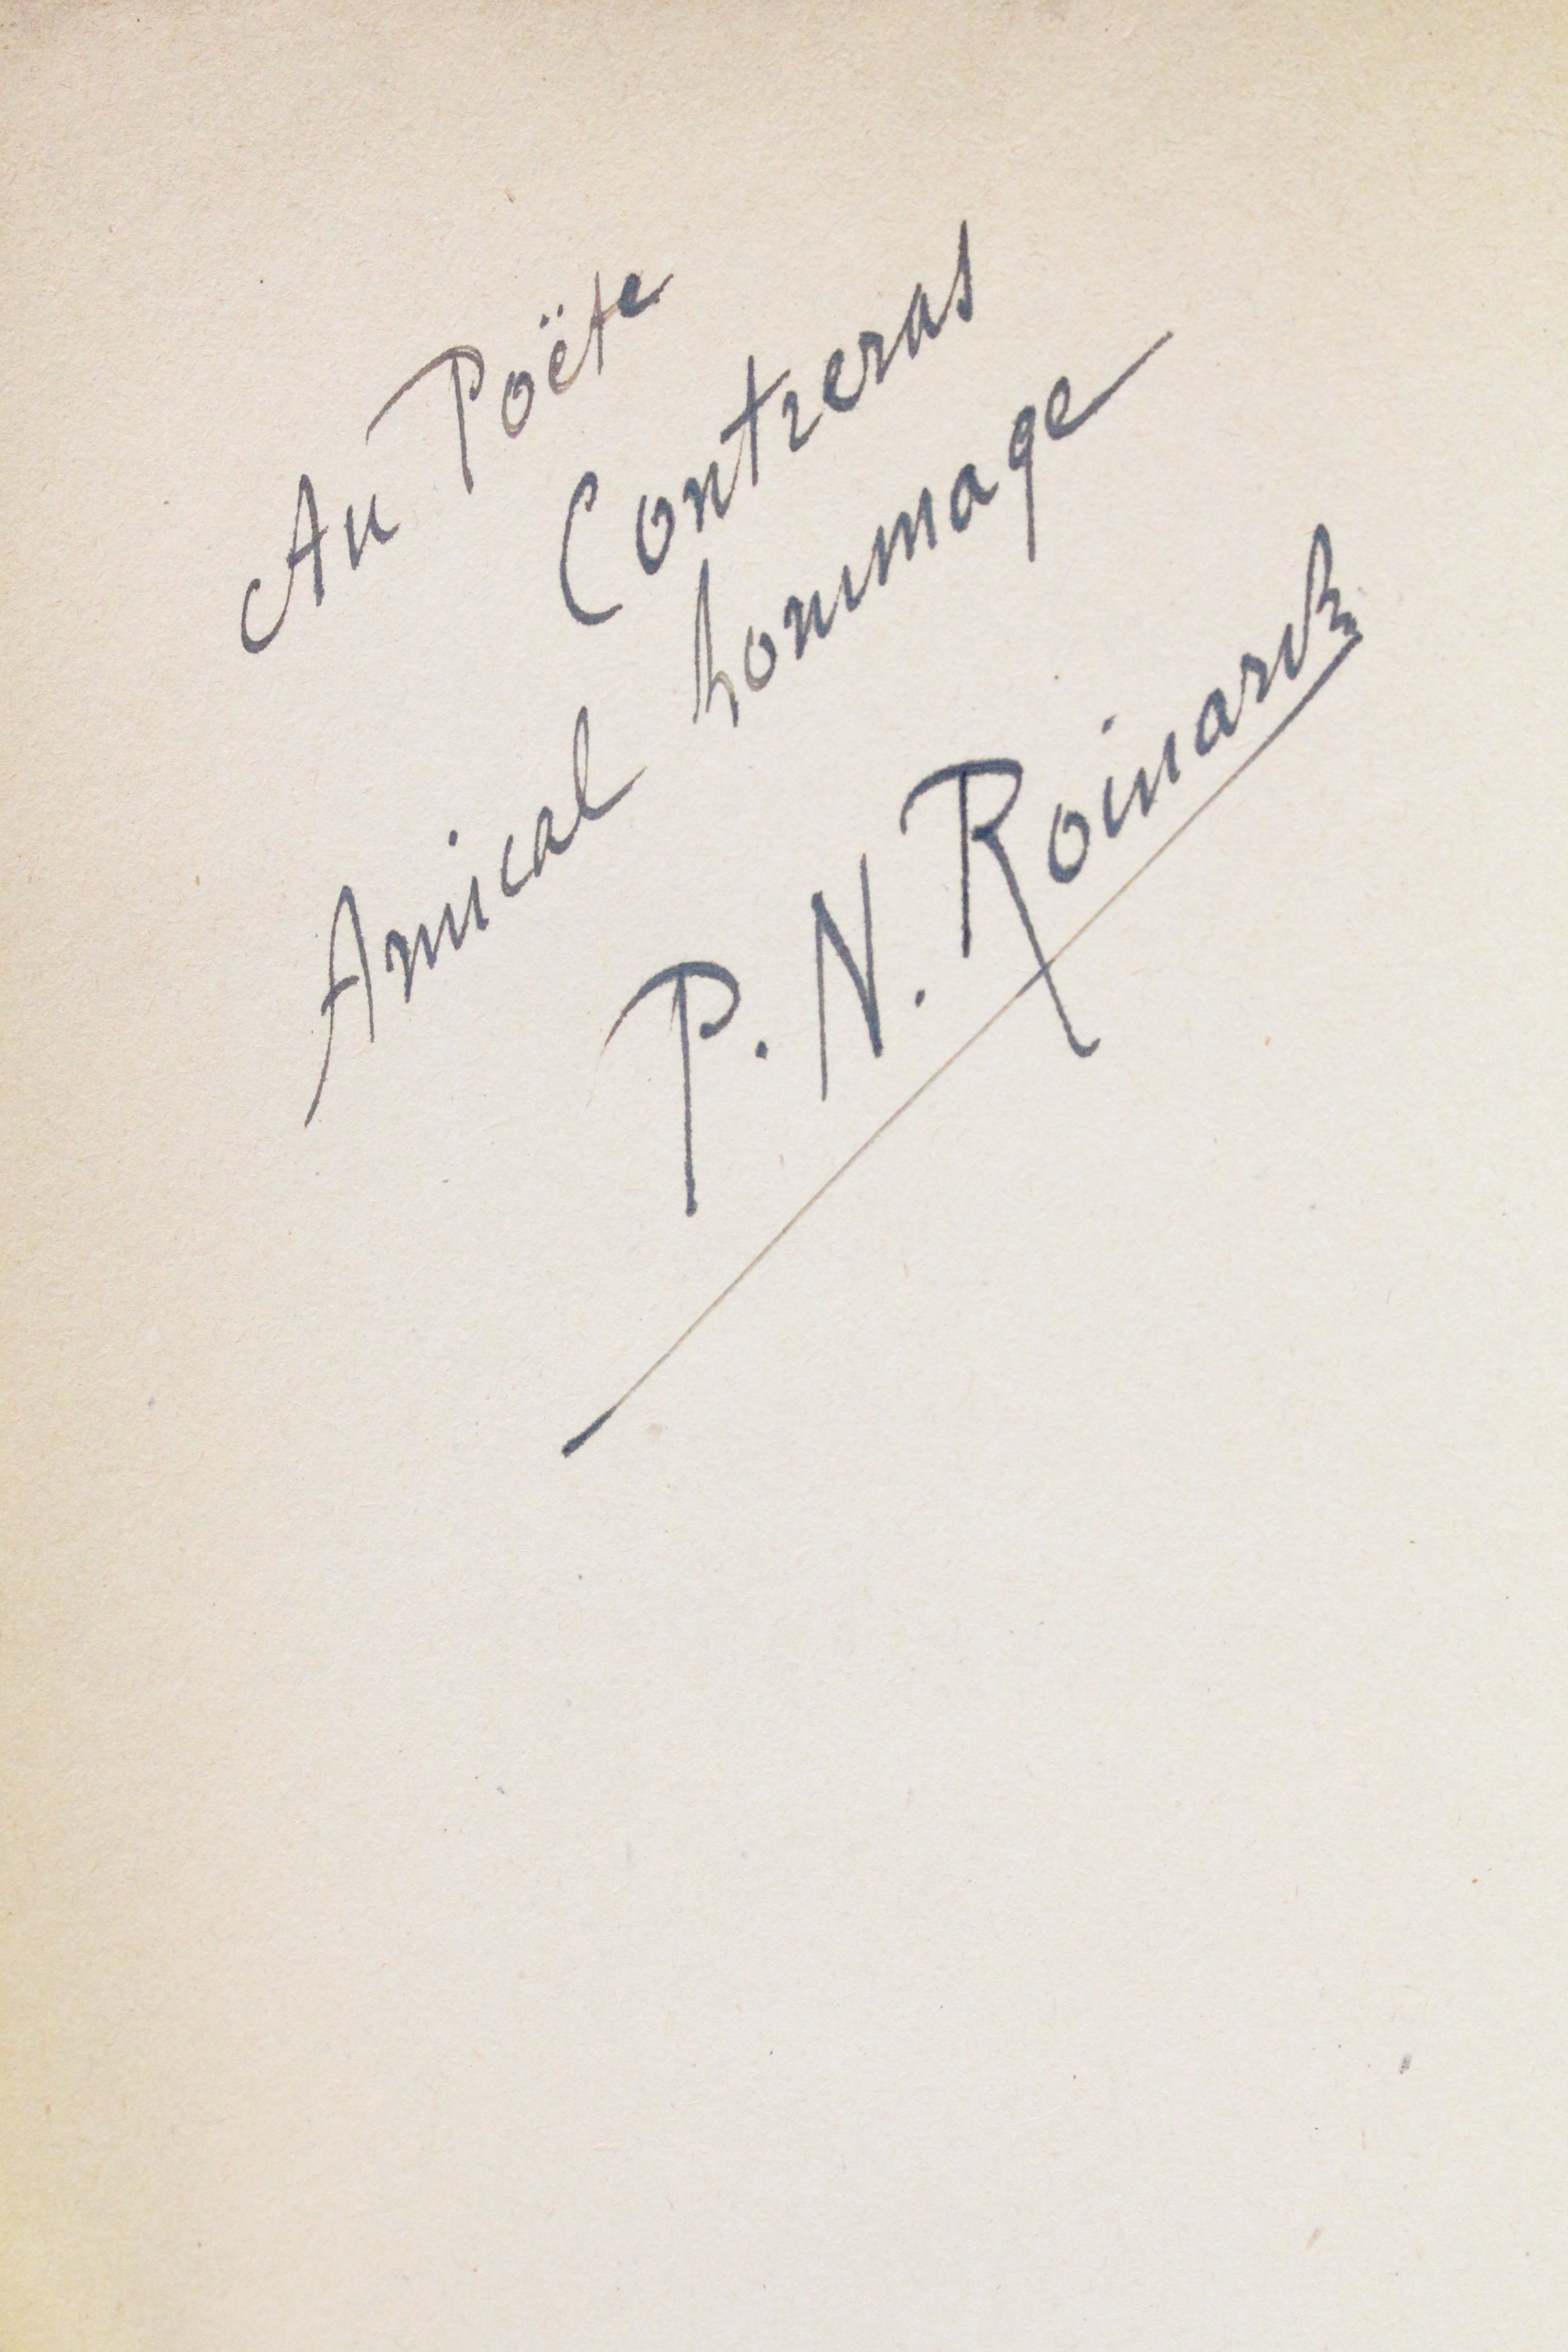 Au Poëte
Contreras
Amical hommage
P. N. Roinard